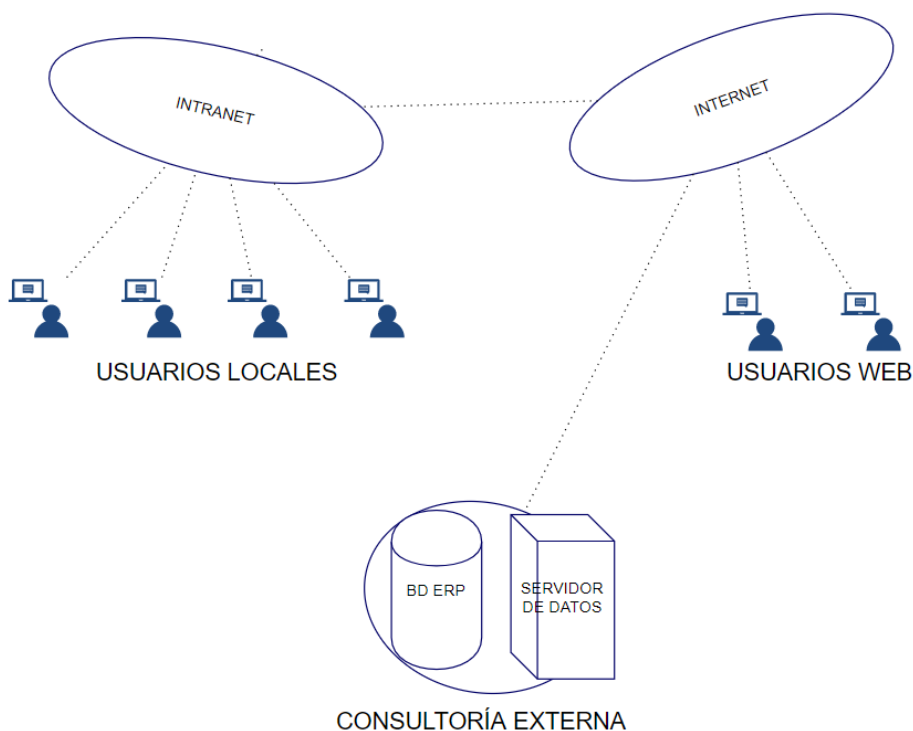 INTRANET
INTERNET
USUARIOS LOCALES
USUARIOS WEB
BD ERP
SERVIDOR
DE DATOS
CONSULTORÍA EXTERNA